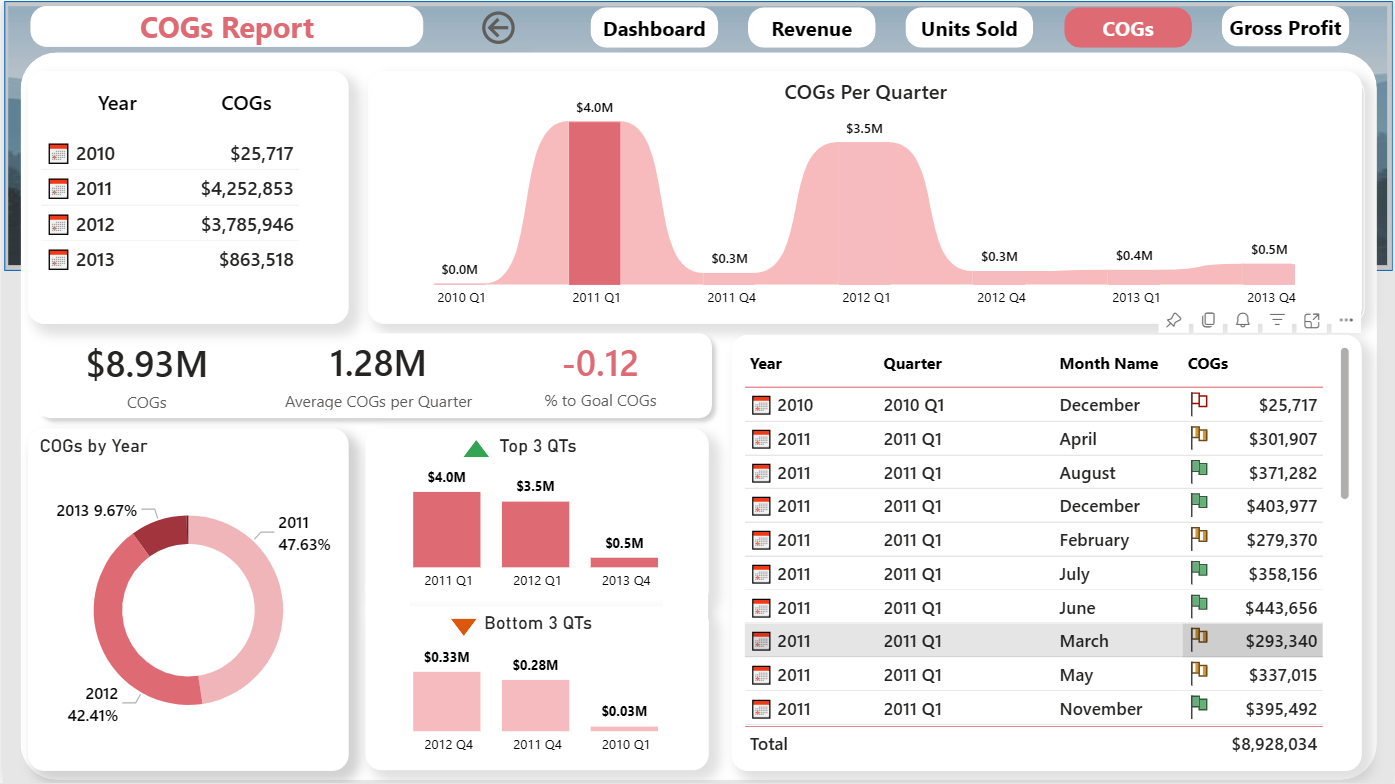 COGs Report
Dashboard
Revenue
Units Sold
COGs
Gross Profit
Year COGs
2010 $25,717
2011 $4,252,853
2012 $3,785,946
2013 $863,518
COGs Per Quarter
$4.0M
$3.5M
$0.0M
$0.3M
$0.3M
$0.4M
$0.5M
2010 Q1 2011 Q1 2011 Q4 2012 Q1 2012 Q4 2013 Q1 2013 Q4
$8.93M
COGs
1.28M
Average COGs per Quarter
-0.12
% to Goal COGs
COGs by Year
2013 9.67%
2011
47.63%
2012
42.41%
Top 3 QTs
$4.0M
$3.5M
$0.5M
2011 Q1 2012 Q1 2013 Q4
Bottom 3 QTs
$0.33M
$0.28M
$0.03M
2012 Q4 2011 Q4 2010 Q1
Year Quarter Month Name COGs
2010 2010 Q1 December $25,717
2011 2011 Q1 April $301,907
2011 2011 Q1 August $371,282
2011 2011 Q1 December $403,977
2011 2011 Q1 February $279,370
2011 2011 Q1 July $358,156
2011 2011 Q1 June $443,656
2011 2011 Q1 March $293,340
2011 2011 Q1 May $337,015
2011 2011 Q1 November $395,492
Total $8,928,034